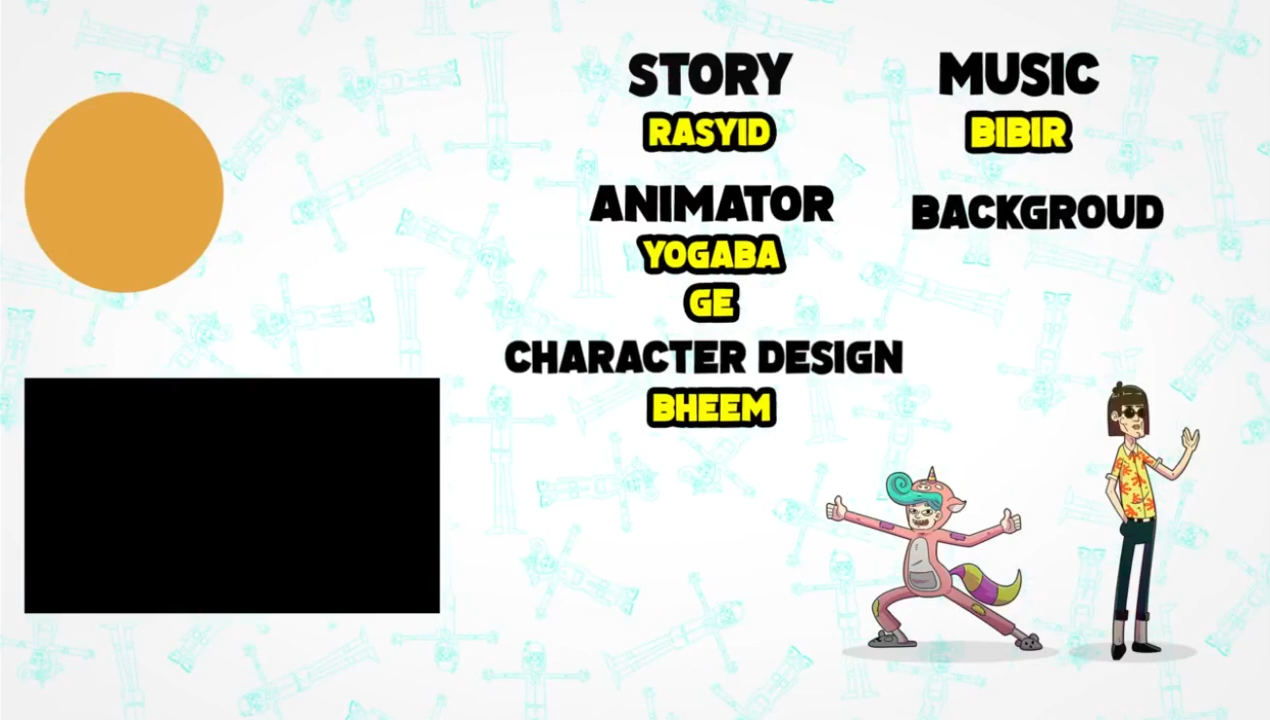 STORY
RASYID
ANIMATOR
YOGABA
GE
CHARACTER DESIGN
BHEEM
MUSIC
BIBIR
BACKGROUD